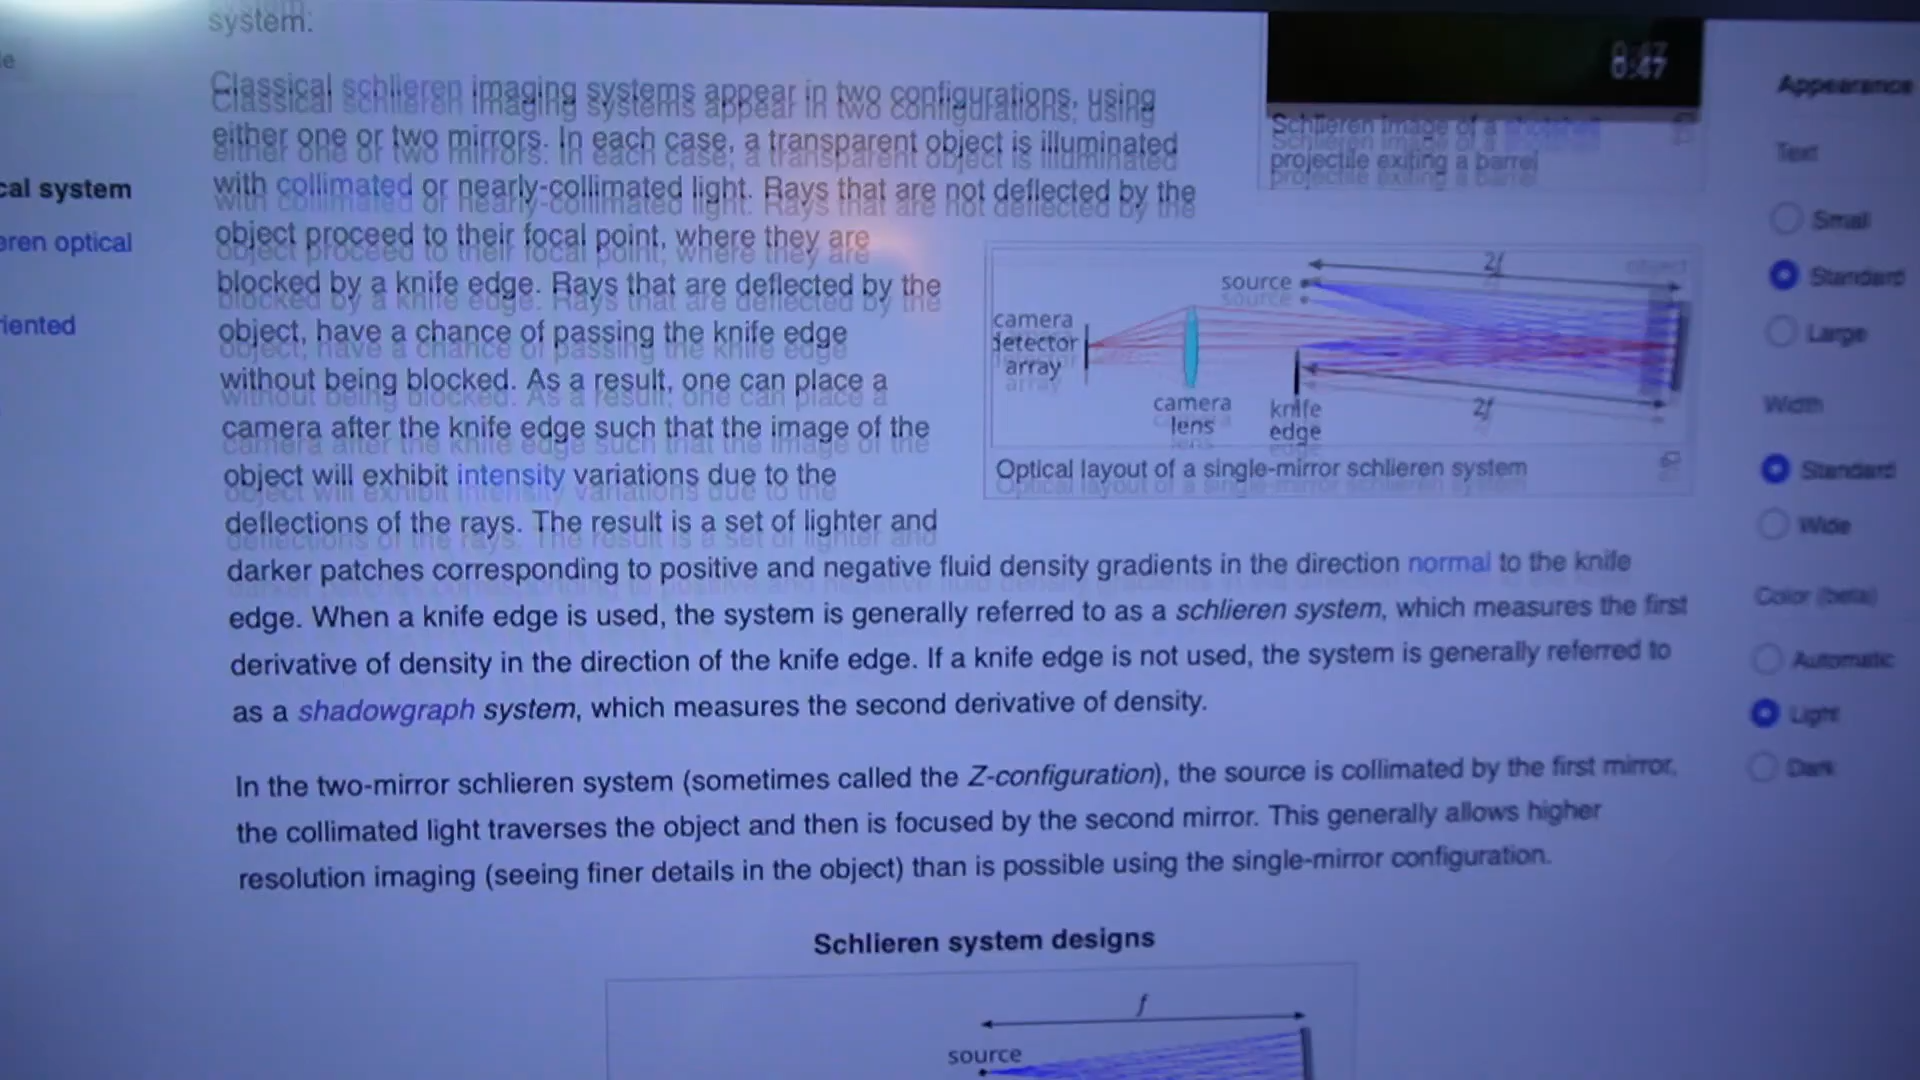 system.
Classical schlieren imaging systems appear in two configurations, using
either one or two mirrors. In each case, a transparent object is illuminated
with collimated or nearly-collimated light. Rays that are not deflected by the
object proceed to their focal point, where they are
blocked by a knife edge. Rays that are deflected by the
object, have a chance of passing the knife edge
without being blocked. As a result, one can place a
camera after the knife edge such that the image of the
object will exhibit intensity variations due to the
deflections of the rays. The result is a set of lighter and
darker patches corresponding to positive and negative fluid density gradients in the direction normal to the knife
edge. When a knife edge is used, the system is generally referred to as a schlieren system, which measures the first
derivative of density in the direction of the knife edge. If a knife edge is not used, the system is generally referred to
as a shadowgraph system, which measures the second derivative of density.
In the two-mirror schlieren system (sometimes called the Z-configuration), the source is collimated by the first mirror,
the collimated light traverses the object and then is focused by the second mirror. This generally allows higher
resolution imaging (seeing finer details in the object) than is possible using the single-mirror configuration.
Schlieren system designs
f
source
0:47
Schlieren image of a
projectile exiting a barrel
2f
object
source
camera
detector
array
camera
lens
knife
edge
2f
Optical layout of a single-mirror schlieren system
cal system
eren optical
riented
Appearance
Text
Small
Standard
Large
Width
Standard
Wide
Color (beta)
Automatic
Light
Dark